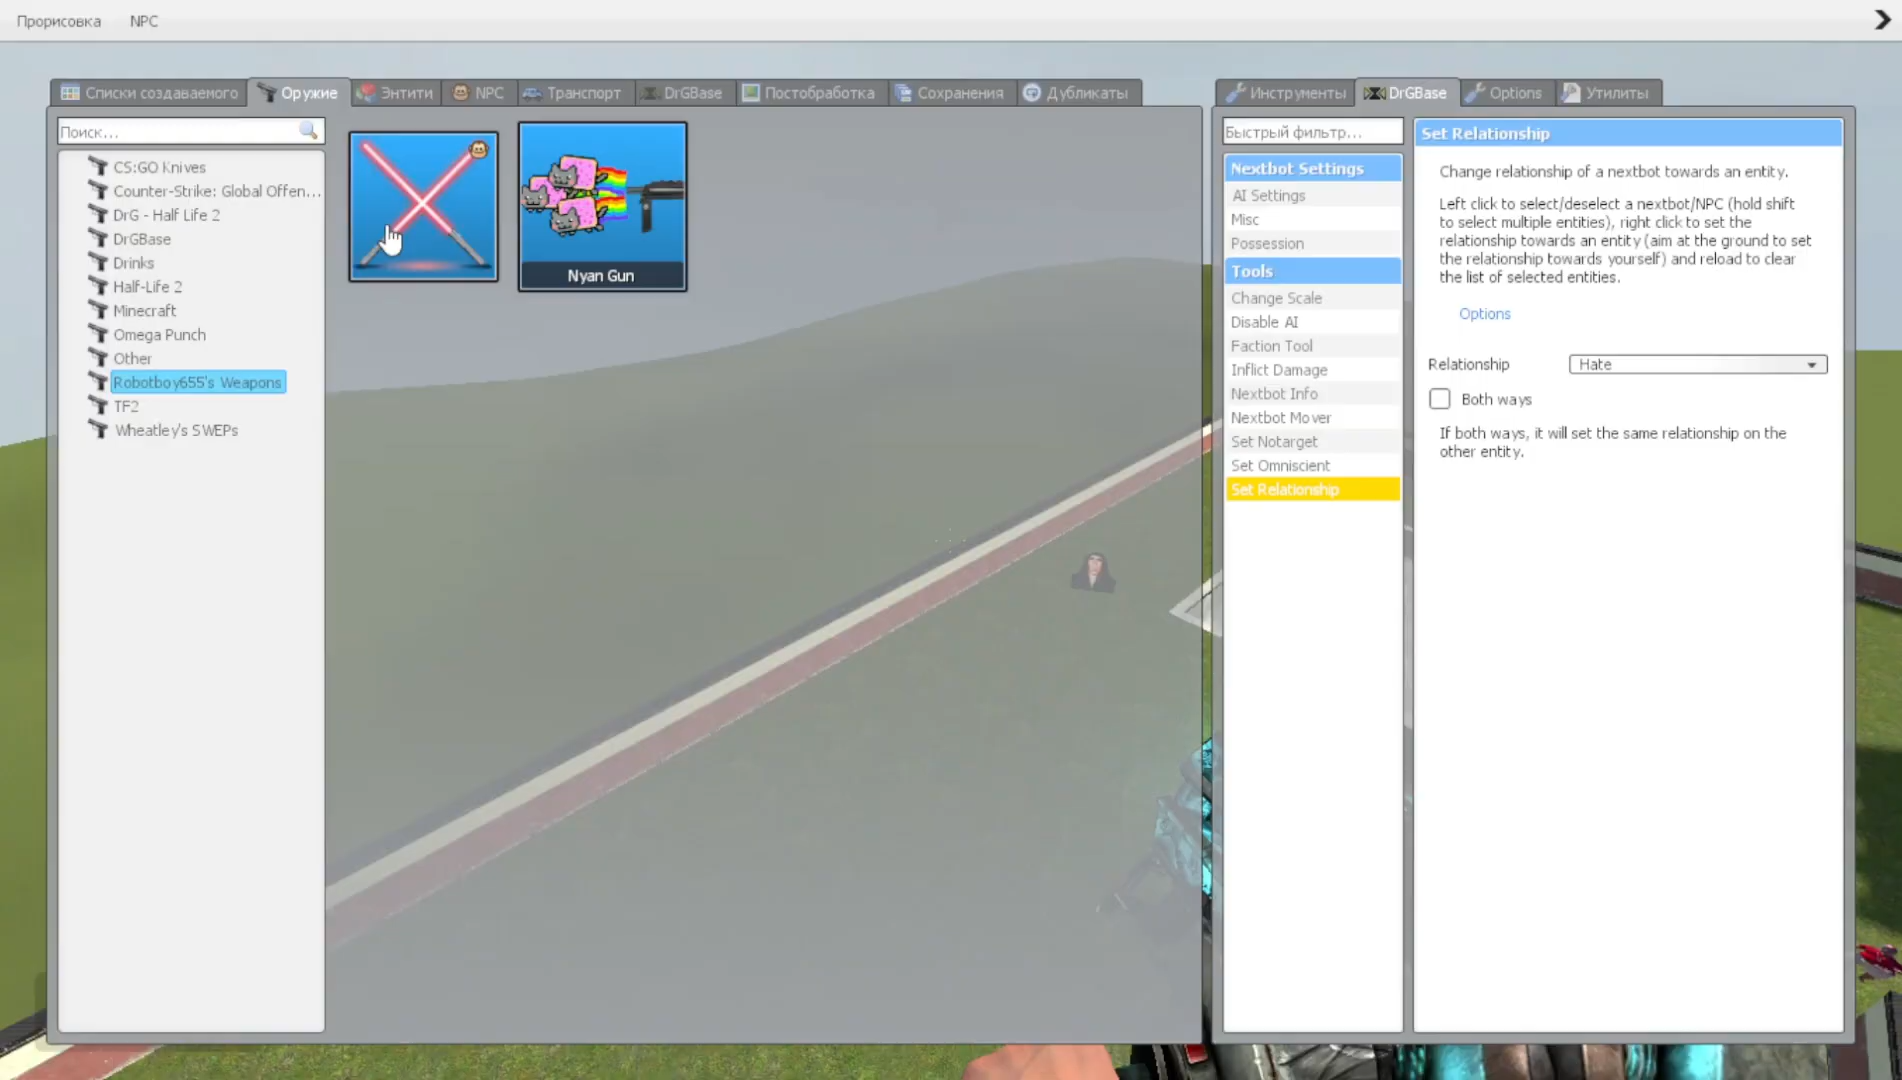 Прорисовка NPC
Списки создаваемого Оружие Энтити NPC Транспорт DrGBase Постобработка Сохранения Дубликаты
Инструменты DrGBase Options Утилиты
Поиск...
CS:GO Knives
Counter-Strike: Global Offen...
DrG - Half Life 2
DrGBase
Drinks
Half-Life 2
Minecraft
Omega Punch
Other
Robotboy655's Weapons
TF2
Wheatley's SWEPs
Nyan Gun
Быстрый фильтр...
Nextbot Settings
AI Settings
Misc
Possession
Tools
Change Scale
Disable AI
Faction Tool
Inflict Damage
Nextbot Info
Nextbot Mover
Set Notarget
Set Omniscient
Set Relationship
Set Relationship
Change relationship of a nextbot towards an entity.
Left click to select/deselect a nextbot/NPC (hold shift
to select multiple entities), right click to set the
relationship towards an entity (aim at the ground to set
the relationship towards yourself) and reload to clear
the list of selected entities.
Options
Relationship Hate
Both ways
If both ways, it will set the same relationship on the
other entity.